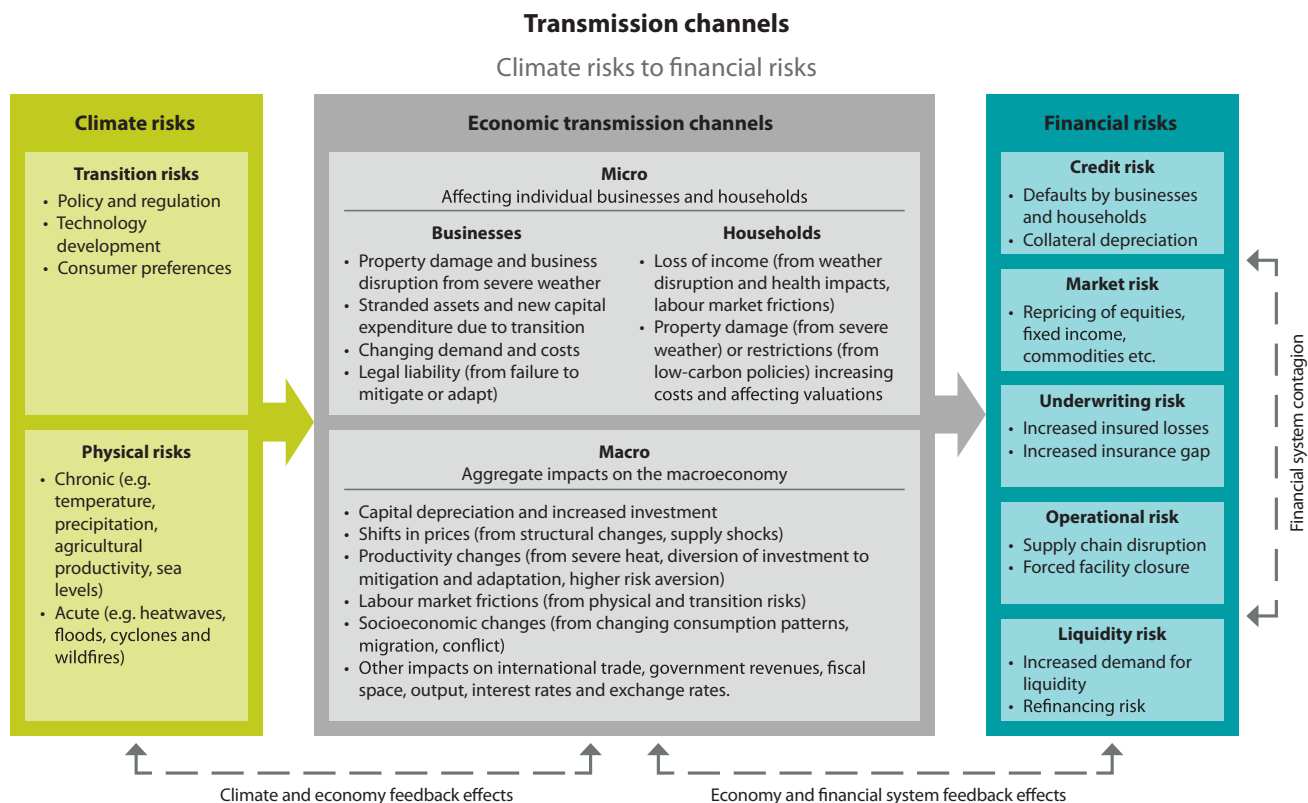 Transmission channels
Climate risks to financial risks
Climate risks
Transition risks
• Policy and regulation
• Technology
development
• Consumer preferences
Physical risks
• Chronic (e.g.
temperature,
precipitation,
agricultural
productivity, sea
levels)
• Acute (e.g. heatwaves,
floods, cyclones and
wildfires)
Economic transmission channels
Micro
Affecting individual businesses and households
Businesses
• Property damage and business
disruption from severe weather
• Stranded assets and new capital
expenditure due to transition
• Changing demand and costs
• Legal liability (from failure to
mitigate or adapt)
Households
• Loss of income (from weather
disruption and health impacts,
labour market frictions)
• Property damage (from severe
weather) or restrictions (from
low-carbon policies) increasing
costs and affecting valuations
Macro
Aggregate impacts on the macroeconomy
• Capital depreciation and increased investment
• Shifts in prices (from structural changes, supply shocks)
• Productivity changes (from severe heat, diversion of investment to
mitigation and adaptation, higher risk aversion)
• Labour market frictions (from physical and transition risks)
• Socioeconomic changes (from changing consumption patterns,
migration, conflict)
• Other impacts on international trade, government revenues, fiscal
space, output, interest rates and exchange rates.
Financial risks
Credit risk
• Defaults by businesses
and households
• Collateral depreciation
Market risk
• Repricing of equities,
fixed income,
commodities etc.
Underwriting risk
• Increased insured losses
• Increased insurance gap
Operational risk
• Supply chain disruption
• Forced facility closure
Liquidity risk
• Increased demand for
liquidity
• Refinancing risk
Financial system contagion
Climate and economy feedback effects
Economy and financial system feedback effects